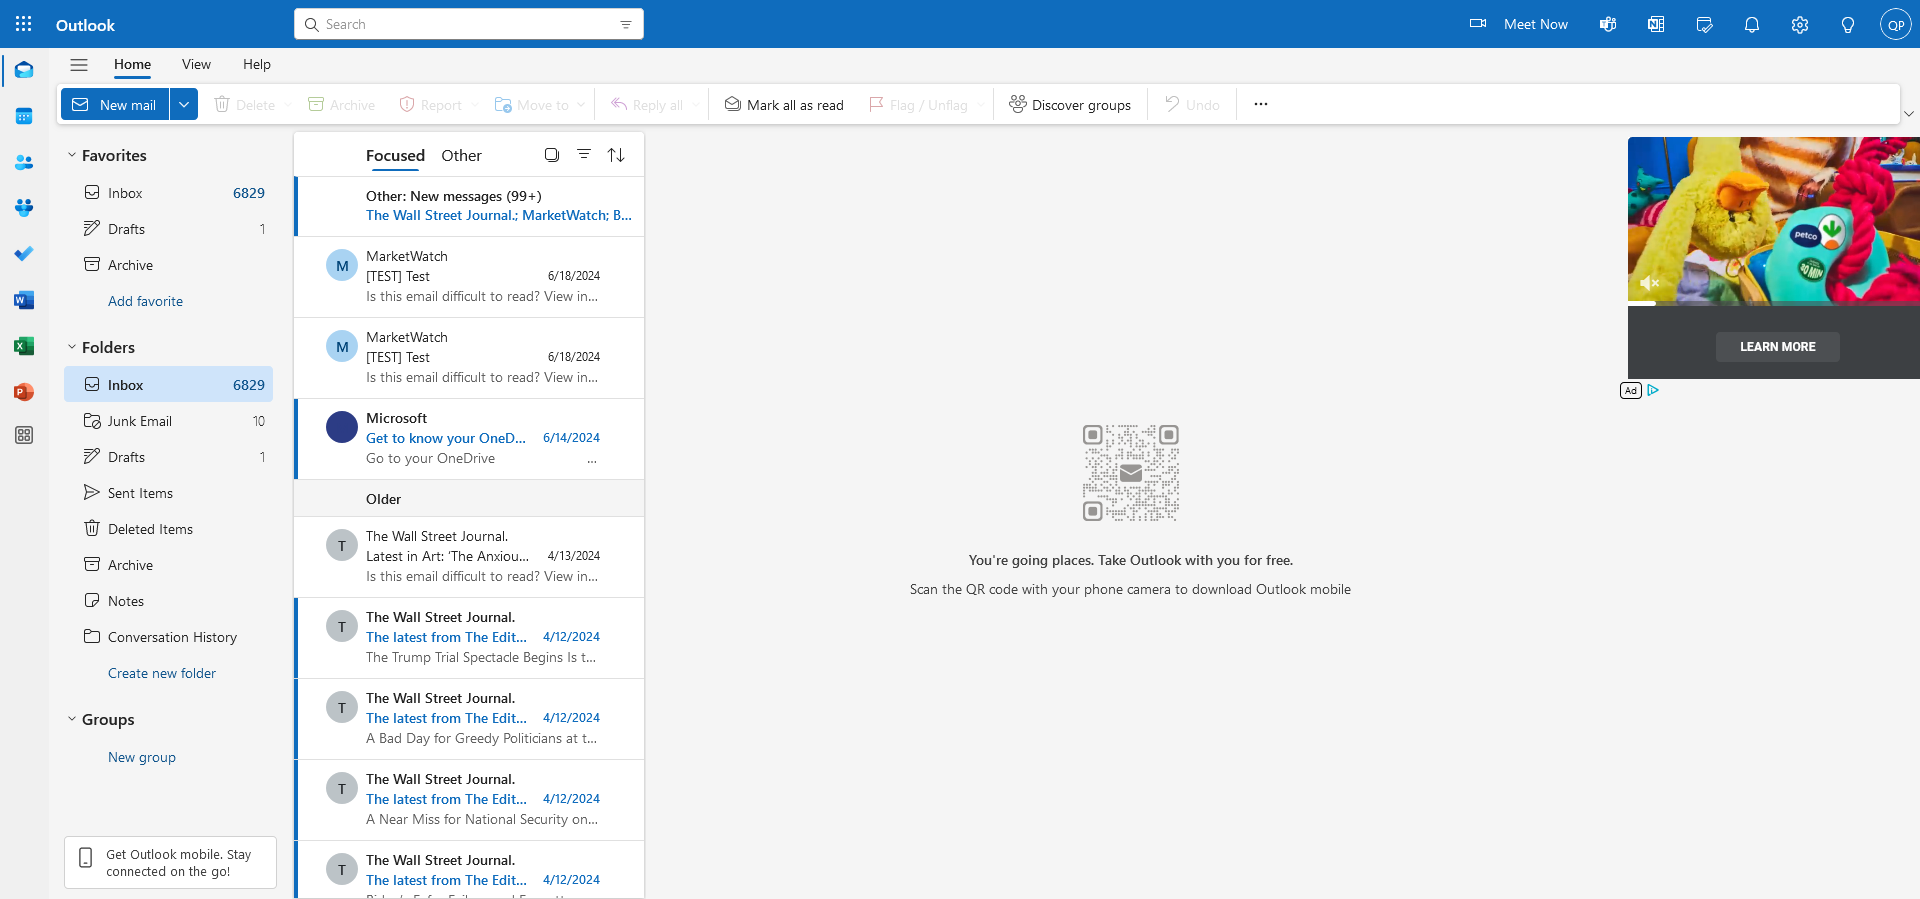 Outlook
Search
Meet Now
QP
Home
View
Help
New mail
Delete
Archive
Report
Move to
Reply all
Mark all as read
Flag / Unflag
Discover groups
Undo
Favorites
Inbox 6829
Drafts 1
Archive
Add favorite
Folders
Inbox 6829
Junk Email 10
Drafts 1
Sent Items
Deleted Items
Archive
Notes
Conversation History
Create new folder
Groups
New group
Get Outlook mobile. Stay
connected on the go!
Focused Other
Other: New messages (99+)
The Wall Street Journal.; MarketWatch; B...
M
MarketWatch
[TEST] Test 6/18/2024
Is this email difficult to read? View in...
M
MarketWatch
[TEST] Test 6/18/2024
Is this email difficult to read? View in...
Microsoft
Get to know your OneD... 6/14/2024
Go to your OneDrive ...
Older
T
The Wall Street Journal.
Latest in Art: 'The Anxiou... 4/13/2024
Is this email difficult to read? View in...
T
The Wall Street Journal.
The latest from The Edit... 4/12/2024
The Trump Trial Spectacle Begins Is t...
T
The Wall Street Journal.
The latest from The Edit... 4/12/2024
A Bad Day for Greedy Politicians at t...
T
The Wall Street Journal.
The latest from The Edit... 4/12/2024
A Near Miss for National Security on...
T
The Wall Street Journal.
The latest from The Edit... 4/12/2024
You're going places. Take Outlook with you for free.
Scan the QR code with your phone camera to download Outlook mobile
petco
30 MIN
LEARN MORE
Ad